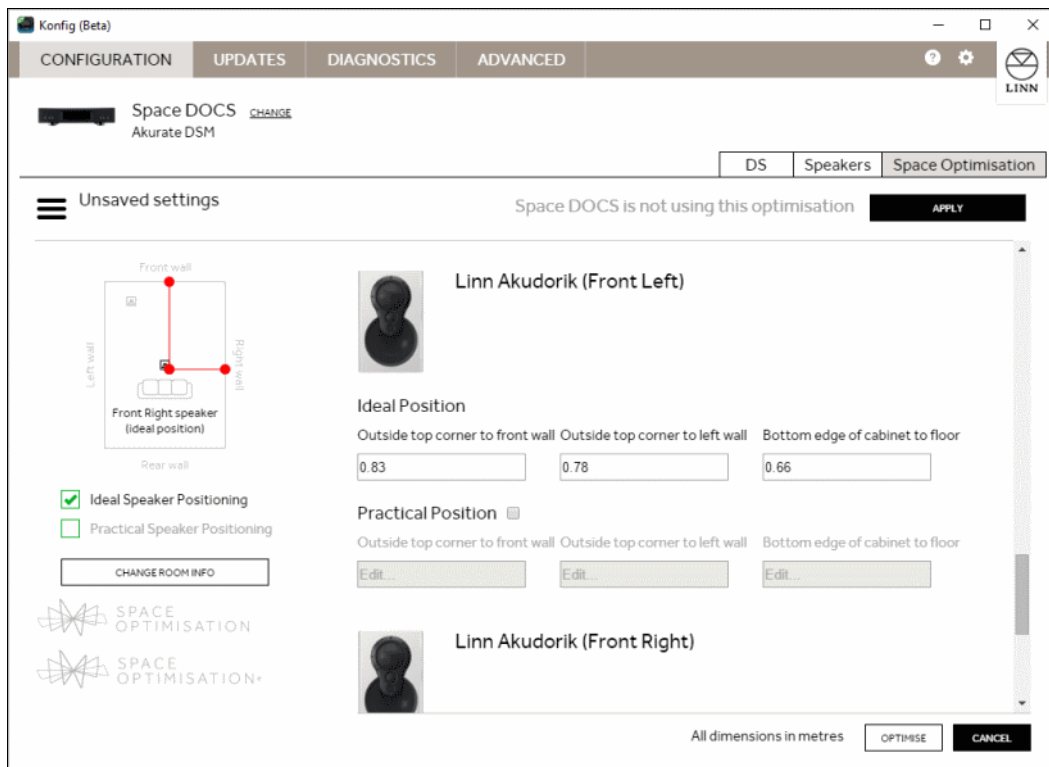 Konfig (Beta)
CONFIGURATION
UPDATES
DIAGNOSTICS
ADVANCED
LINN
Space DOCS CHANGE
Akurate DSM
DS
Speakers
Space Optimisation
Unsaved settings
Space DOCS is not using this optimisation
APPLY
Front wall
Left wall
Right wall
Front Right speaker
(ideal position)
Rear wall
Ideal Speaker Positioning
Practical Speaker Positioning
CHANGE ROOM INFO
SPACE
OPTIMISATION
SPACE
OPTIMISATION+
Linn Akudorik (Front Left)
Ideal Position
Outside top corner to front wall Outside top corner to left wall Bottom edge of cabinet to floor
0.83 0.78 0.66
Practical Position
Outside top corner to front wall Outside top corner to left wall Bottom edge of cabinet to floor
Edit... Edit... Edit...
Linn Akudorik (Front Right)
All dimensions in metres
OPTIMISE
CANCEL